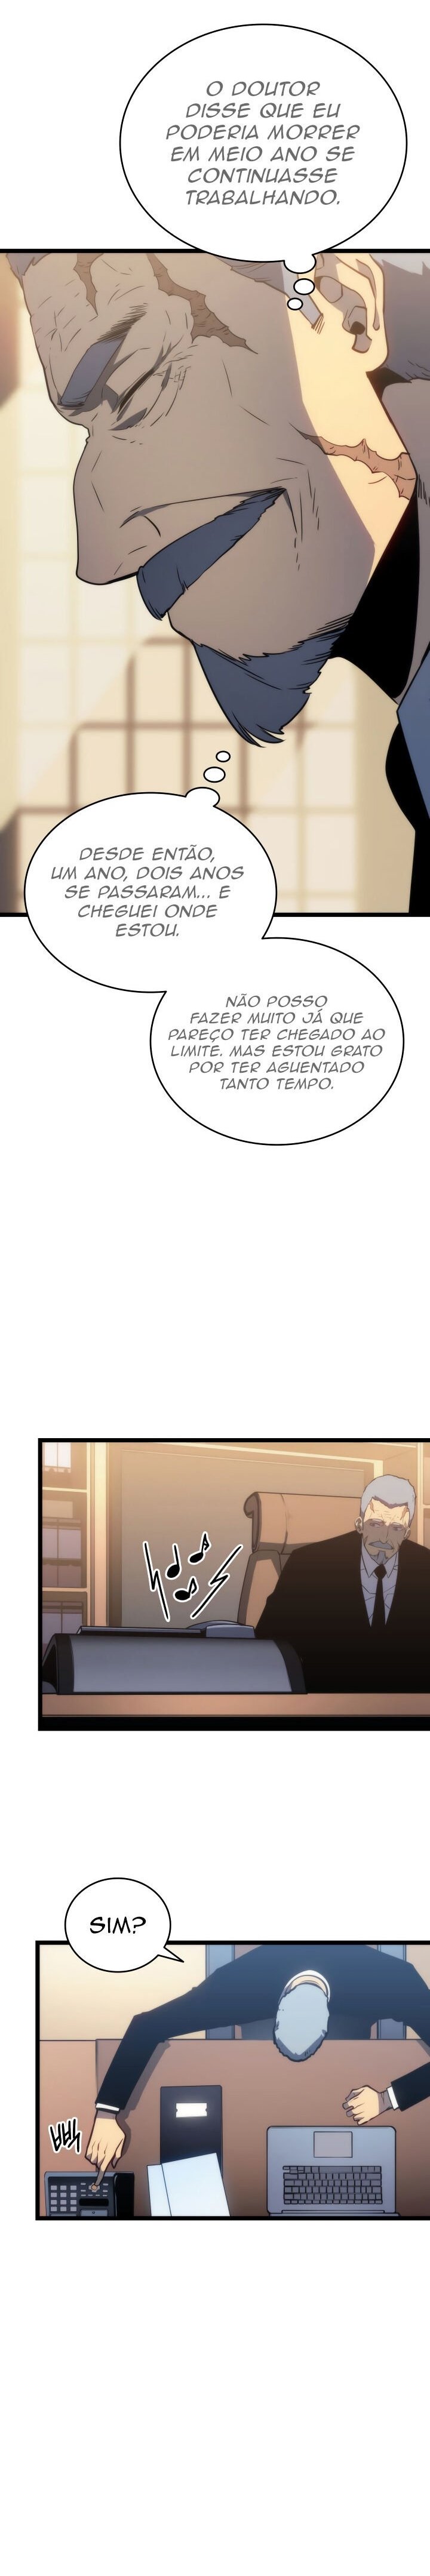 O DOUTOR
DISSE QUE EU
PODERIA MORRER
EM MEIO ANO SE
CONTINUASSE
TRABALHANDO.
DESDE ENTÃO,
UM ANO, DOIS ANOS
SE PASSARAM... E
CHEGUEI ONDE
ESTOU.
NÃO POSSO
FAZER MUITO JÁ QUE
PAREÇO TER CHEGADO AO
LIMITE. MAS ESTOU GRATO
POR TER AGUENTADO
TANTO TEMPO.
SIM?